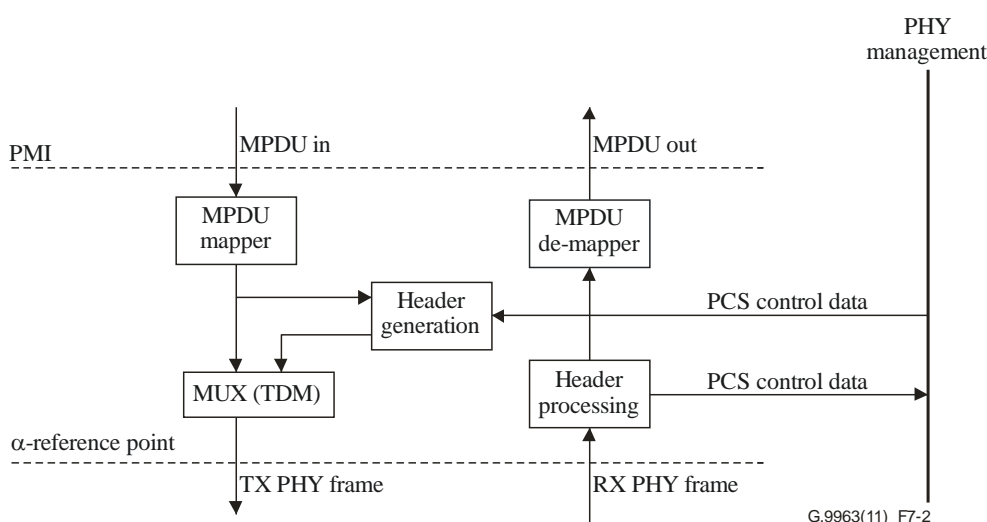 PHY
management
MPDU in
MPDU out
PMI
MPDU
mapper
MPDU
de-mapper
Header
generation
PCS control data
MUX (TDM)
Header
processing
PCS control data
α-reference point
TX PHY frame
RX PHY frame
G.9963(11)_F7-2